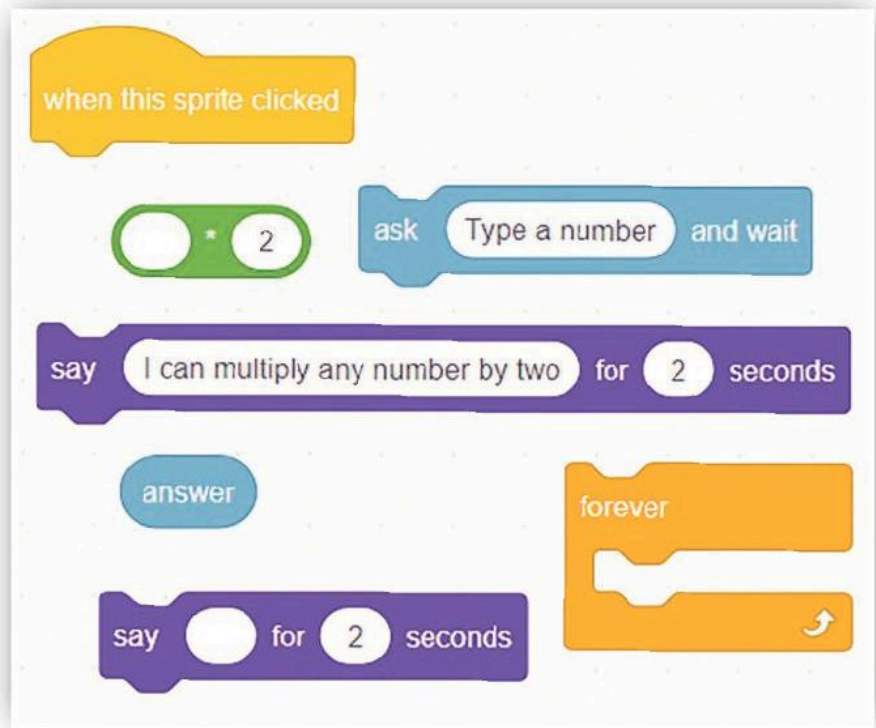 when this sprite clicked
* 2
ask Type a number and wait
say I can multiply any number by two for 2 seconds
answer
forever
say for 2 seconds